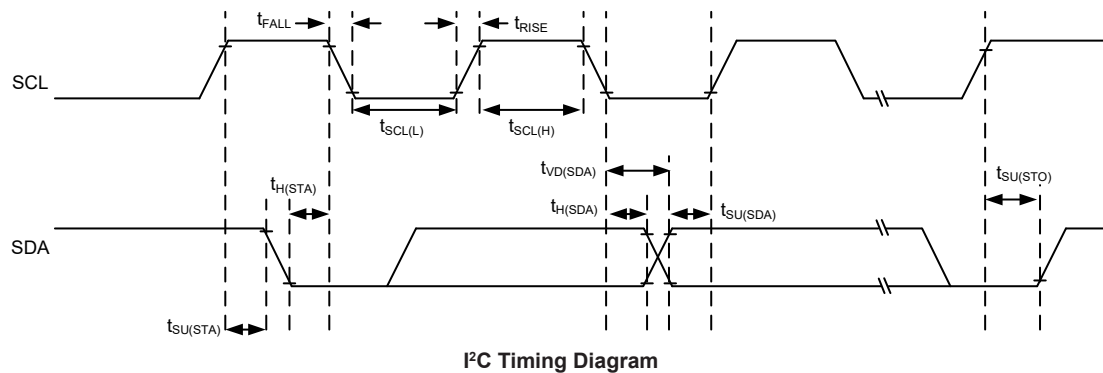 tFALL
tRISE
SCL
tSCL(L)
tSCL(H)
tVD(SDA)
tH(STA)
tSU(STO)
tH(SDA)
tSU(SDA)
SDA
tSU(STA)
I²C Timing Diagram